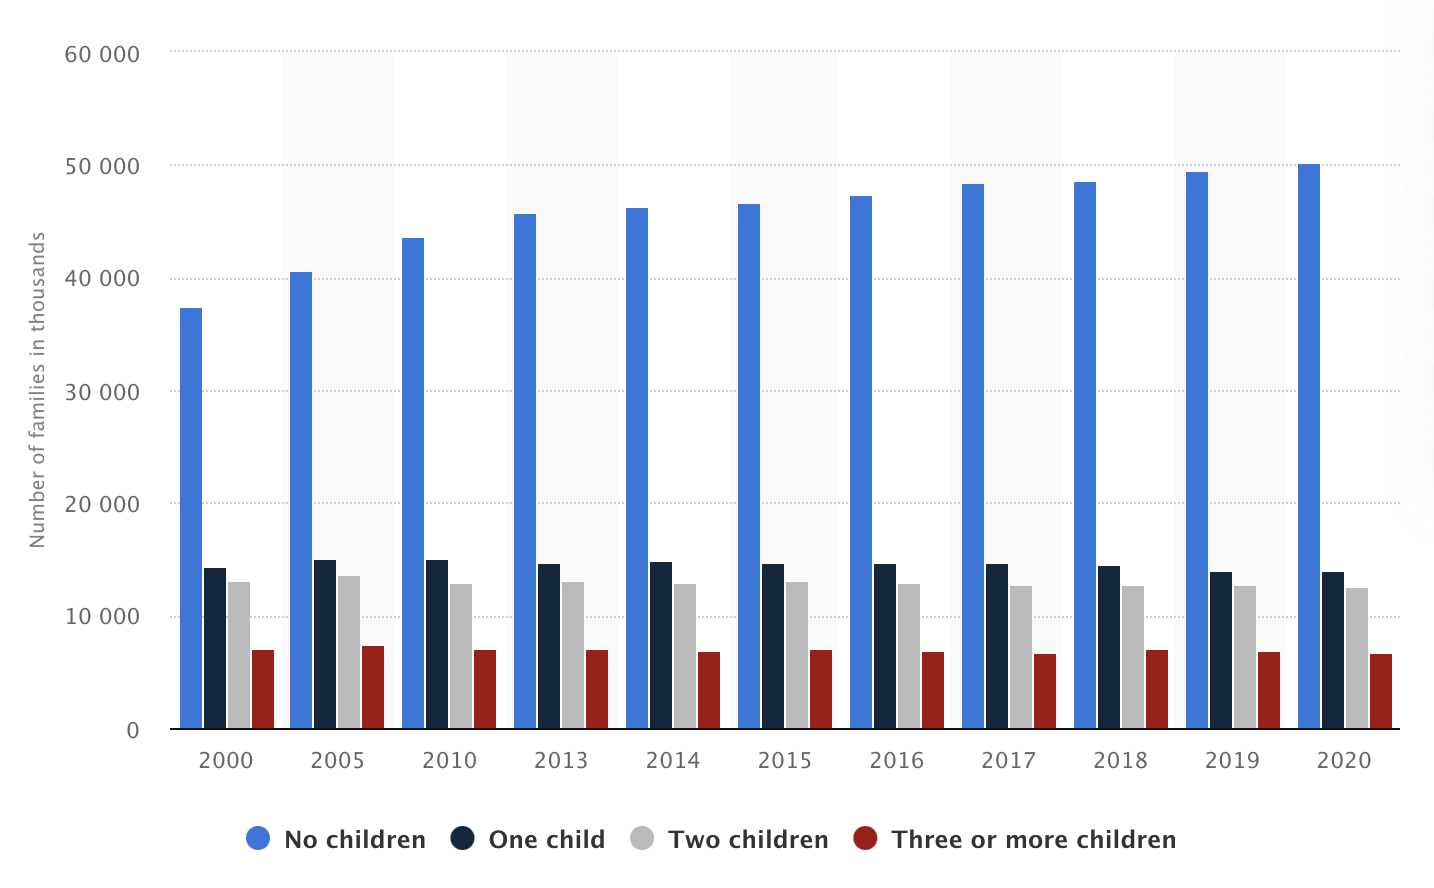 Number of families in thousands
60 000
50 000
40 000
30 000
20 000
10 000
0
2000 2005 2010 2013 2014 2015 2016 2017 2018 2019 2020
No children One child Two children Three or more children